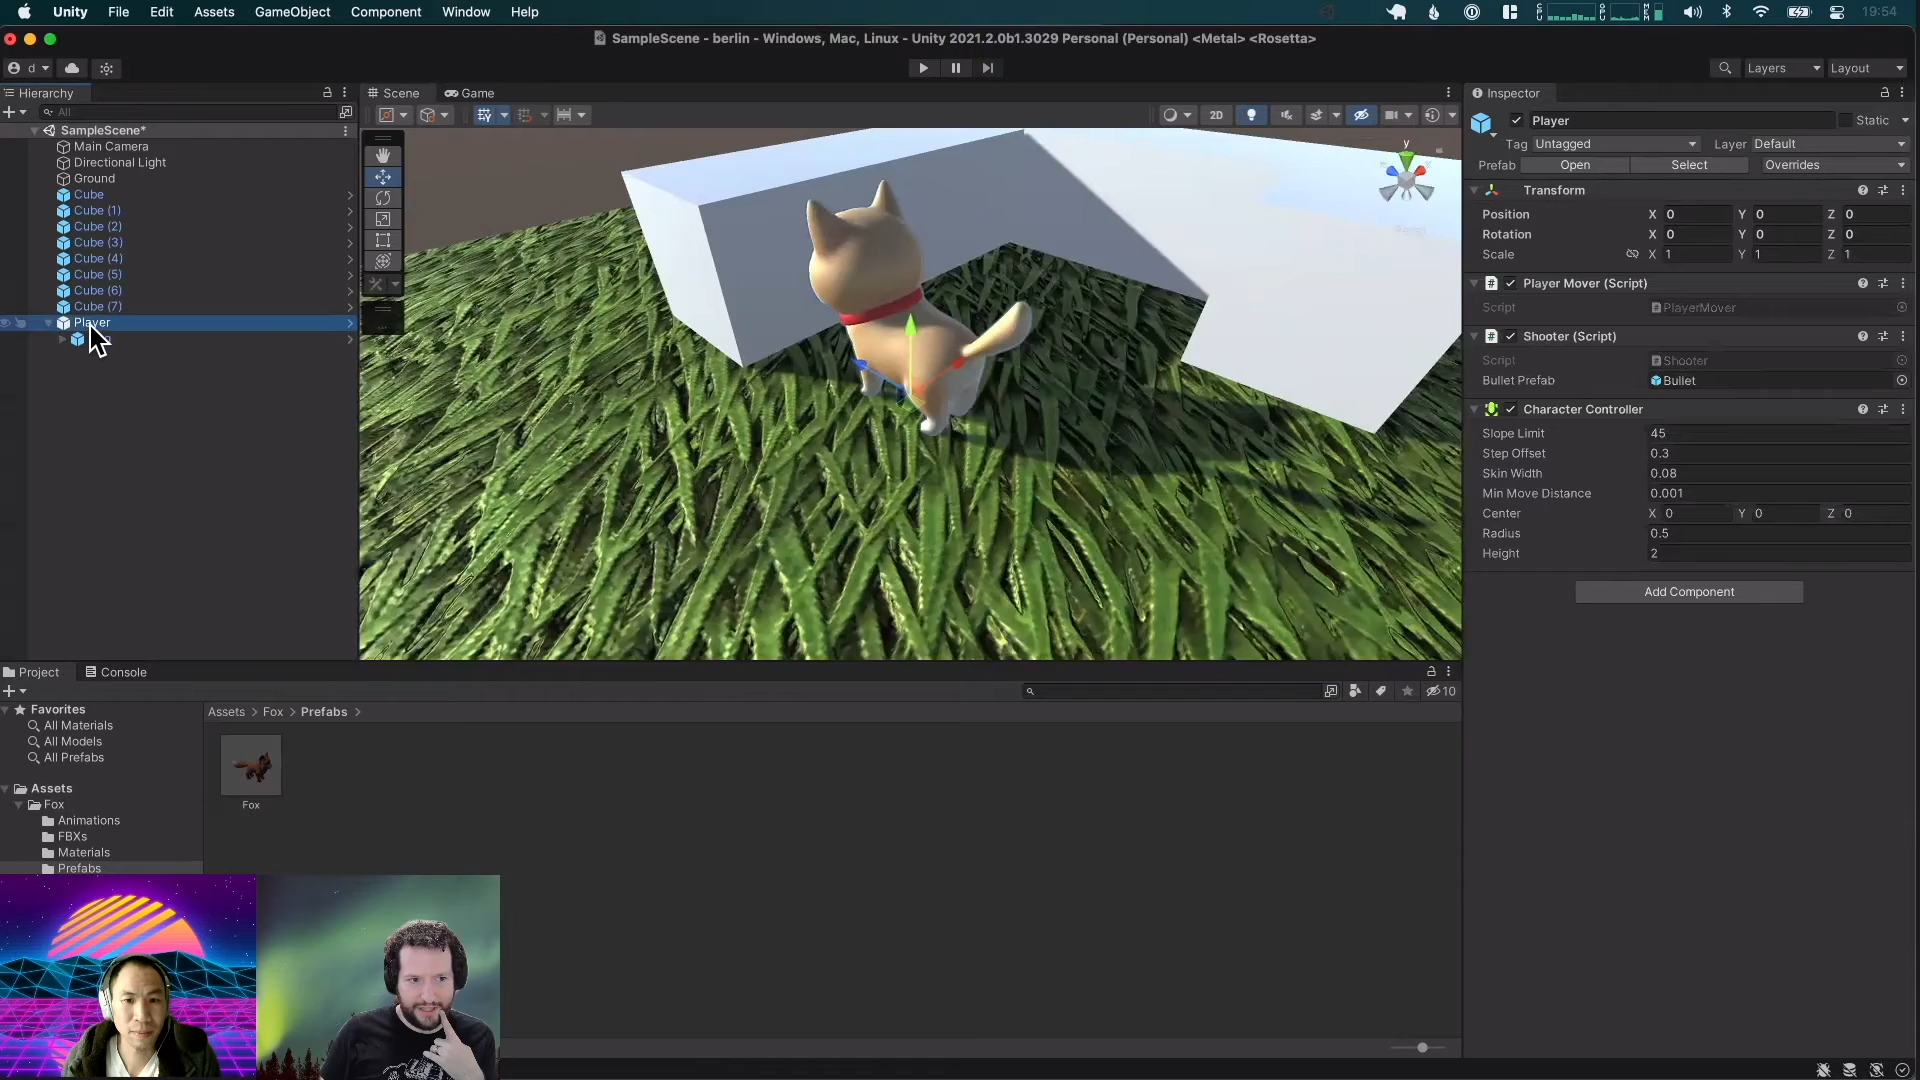 Unity File Edit Assets GameObject Component Window Help
19:54
SampleScene - berlin - Windows, Mac, Linux - Unity 2021.2.0b1.3029 Personal (Personal) <Metal> <Rosetta>
d
Layers
Layout
Hierarchy
All
SampleScene*
Main Camera
Directional Light
Ground
Cube
Cube (1)
Cube (2)
Cube (3)
Cube (4)
Cube (5)
Cube (6)
Cube (7)
Player
Scene
Game
2D
y
Inspector
Player
Static
Tag Untagged
Layer Default
Prefab Open Select Overrides
Transform
Position X 0 Y 0 Z 0
Rotation X 0 Y 0 Z 0
Scale X 1 Y 1 Z 1
Player Mover (Script)
Script PlayerMover
Shooter (Script)
Script Shooter
Bullet Prefab Bullet
Character Controller
Slope Limit 45
Step Offset 0.3
Skin Width 0.08
Min Move Distance 0.001
Center X 0 Y 0 Z 0
Radius 0.5
Height 2
Add Component
Project
Console
10
Favorites
All Materials
All Models
All Prefabs
Assets
Fox
Animations
FBXs
Materials
Prefabs
Assets > Fox > Prefabs >
Fox